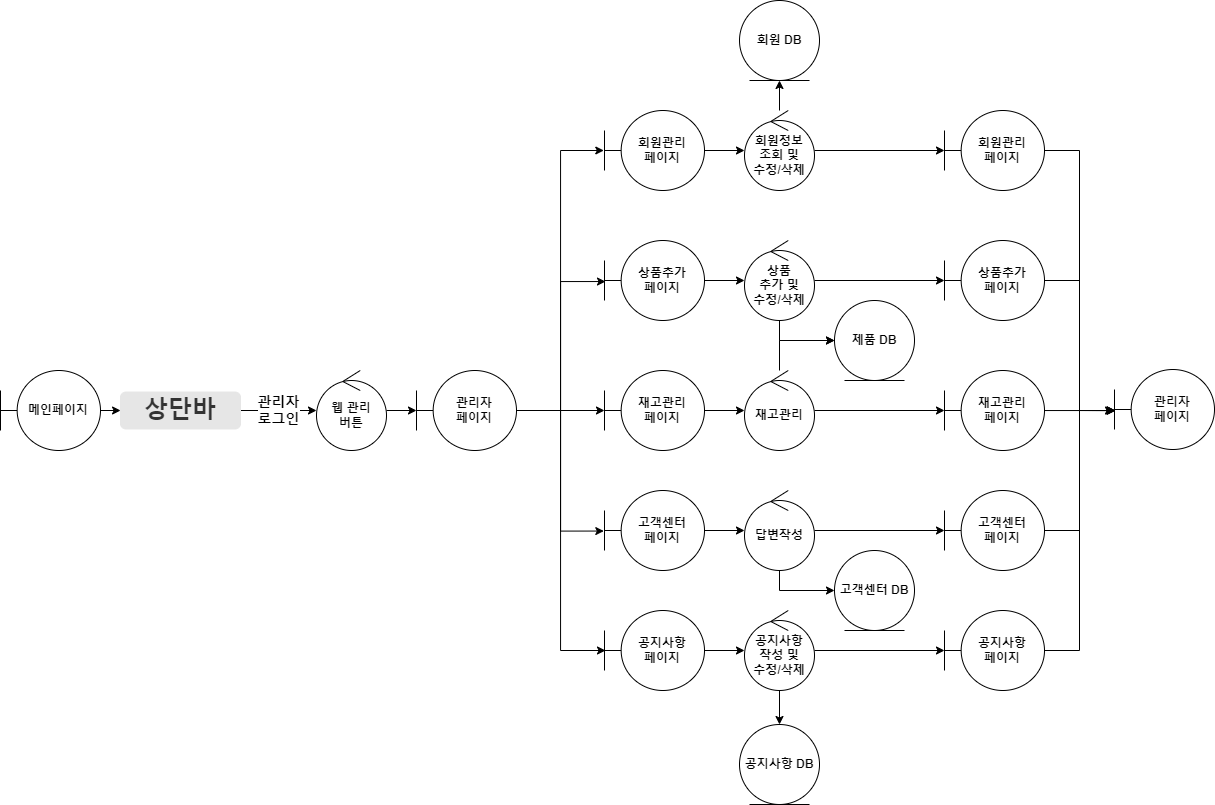 회원 DB
회원관리
페이지
회원정보
조회 및
수정/삭제
회원관리
페이지
상품추가
페이지
상품
추가 및
수정/삭제
상품추가
페이지
제품 DB
메인페이지
상단바
관리자
로그인
웹 관리
버튼
관리자
페이지
재고관리
페이지
재고관리
재고관리
페이지
관리자
페이지
고객센터
페이지
답변작성
고객센터
페이지
고객센터 DB
공지사항
페이지
공지사항
작성 및
수정/삭제
공지사항
페이지
공지사항 DB